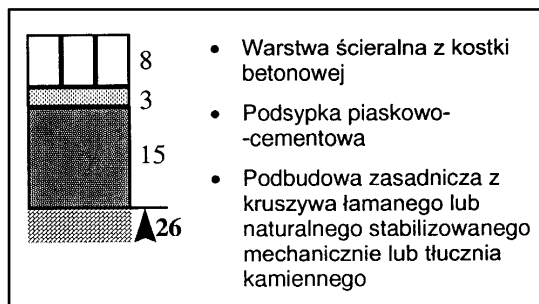 8
3
15
26
• Warstwa ścieralna z kostki
betonowej
• Podsypka piaskowo-
-cementowa
• Podbudowa zasadnicza z
kruszywa łamanego lub
naturalnego stabilizowanego
mechanicznie lub tłucznia
kamiennego